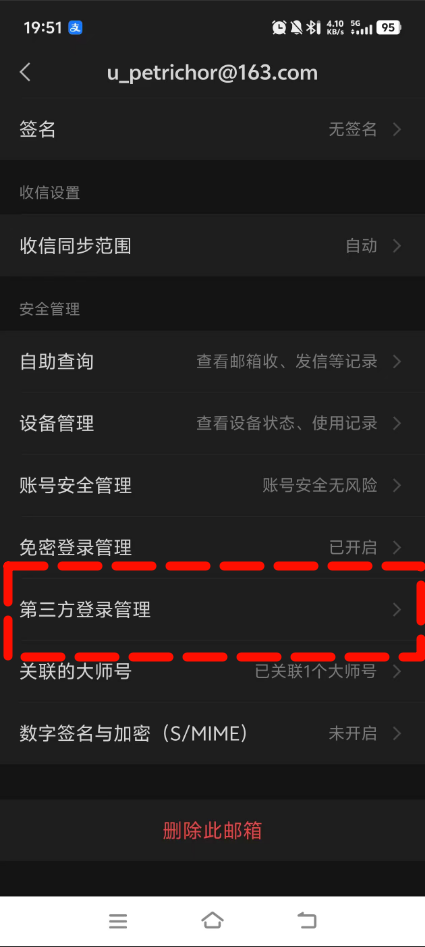 19:51 支 4.10 KB/s 5G 95
u_petrichor@163.com
签名 无签名
收信设置
收信同步范围 自动
安全管理
自助查询 查看邮箱收、发信等记录
设备管理 查看设备状态、使用记录
账号安全管理 账号安全无风险
免密登录管理 已开启
第三方登录管理
关联的大师号 已关联1个大师号
数字签名与加密（S/MIME） 未开启
删除此邮箱